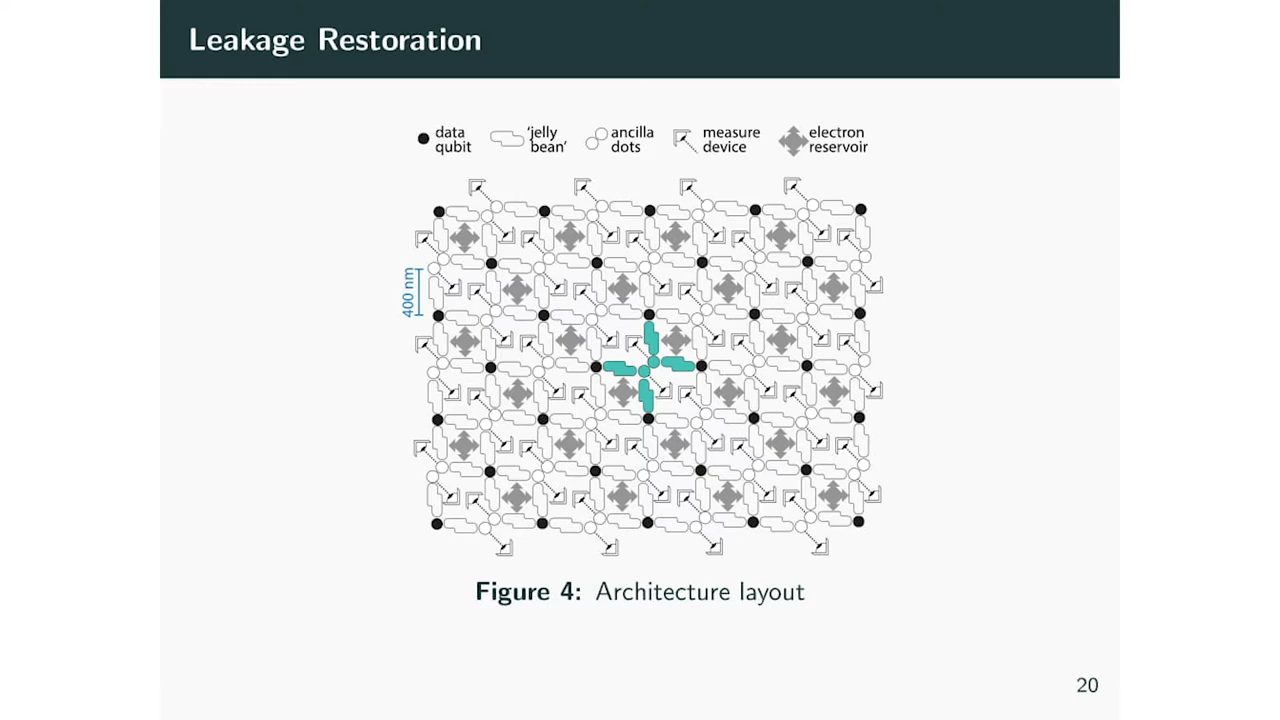 Leakage Restoration
data qubit
'jelly bean'
ancilla dots
measure device
electron reservoir
400 nm
Figure 4: Architecture layout
20